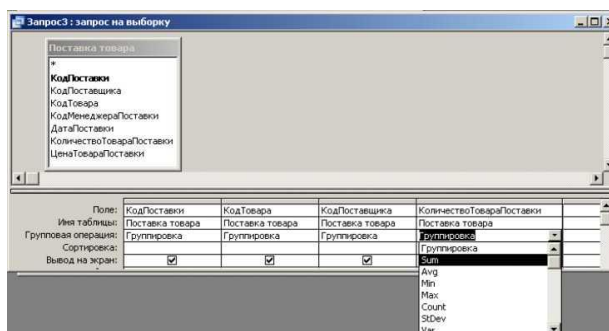 Запрос3 : запрос на выборку
Поставка товара
*
КодПоставки
КодПоставщика
КодТовара
КодМенеджераПоставки
ДатаПоставки
КоличествоТовараПоставки
ЦенаТовараПоставки
Поле: КодПоставки КодТовара КодПоставщика КоличествоТовараПоставки
Имя таблицы: Поставка товара Поставка товара Поставка товара Поставка товара
Групповая операция: Группировка Группировка Группировка Группировка
Сортировка: Группировка
Вывод на экран: Sum
Avg
Min
Max
Count
StDev
Var